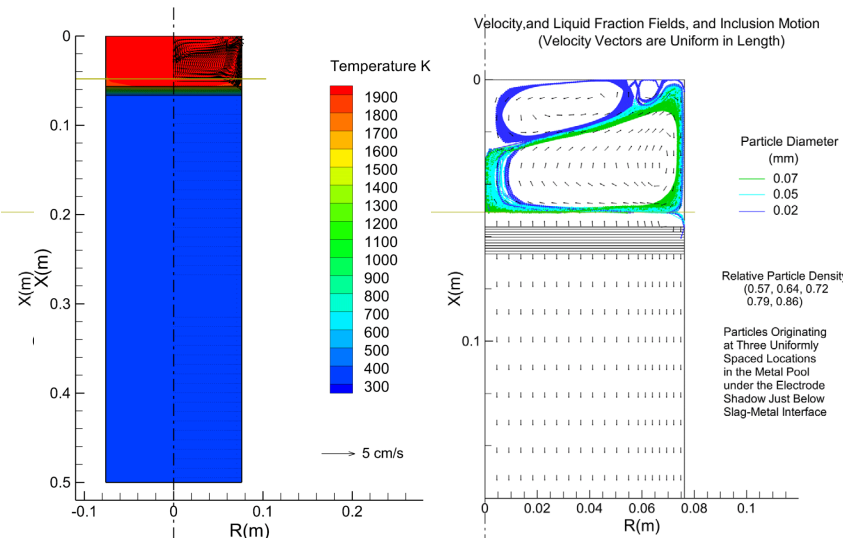 Velocity,and Liquid Fraction Fields, and Inclusion Motion
(Velocity Vectors are Uniform in Length)
0
0.1
0.2
0.3
0.4
0.5
X(m)
X(m)
-0.1
0
0.1
0.2
R(m)
Temperature K
1900
1800
1700
1600
1500
1400
1300
1200
1100
1000
900
800
700
600
500
400
300
5 cm/s
0
0.1
X(m)
0
0.02
0.04
0.06
0.08
0.1
R(m)
Particle Diameter
(mm)
0.07
0.05
0.02
Relative Particle Density
(0.57, 0.64, 0.72
0.79, 0.86)
Particles Originating
at Three Uniformly
Spaced Locations
in the Metal Pool
under the Electrode
Shadow Just Below
Slag-Metal Interface